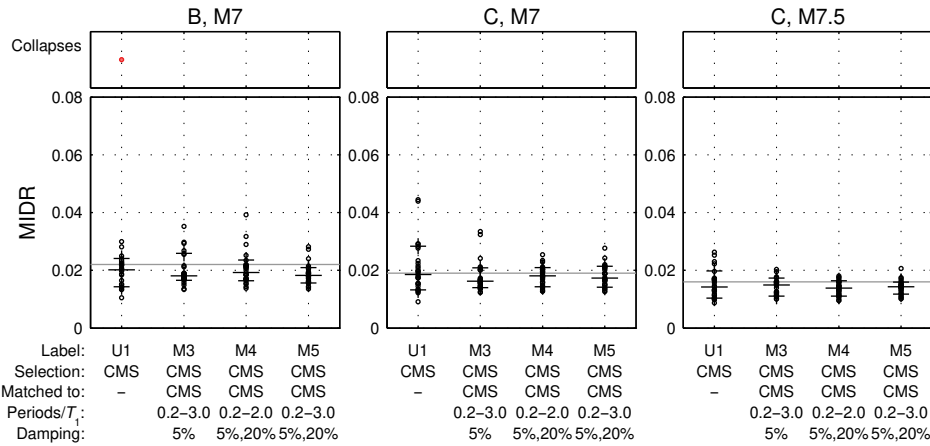 B, M7 C, M7 C, M7.5
Collapses
0.08 0.08 0.08
0.06 0.06 0.06
MIDR
0.04 0.04 0.04
0.02 0.02 0.02
0 0 0
Label: U1 M3 M4 M5 U1 M3 M4 M5 U1 M3 M4 M5
Selection: CMS CMS CMS CMS CMS CMS CMS CMS CMS CMS CMS CMS
Matched to: – CMS CMS CMS – CMS CMS CMS – CMS CMS CMS
Periods/T1: 0.2−3.0 0.2−2.0 0.2−3.0 0.2−3.0 0.2−2.0 0.2−3.0 0.2−3.0 0.2−2.0 0.2−3.0
Damping: 5% 5%,20% 5%,20% 5% 5%,20% 5%,20% 5% 5%,20% 5%,20%